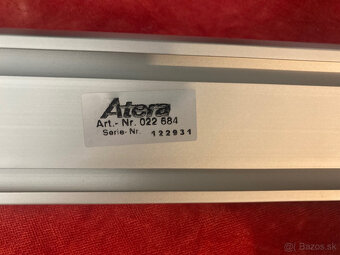 Atera
Art.- Nr. 022 684
Serie- Nr. 122931
Bazos.sk